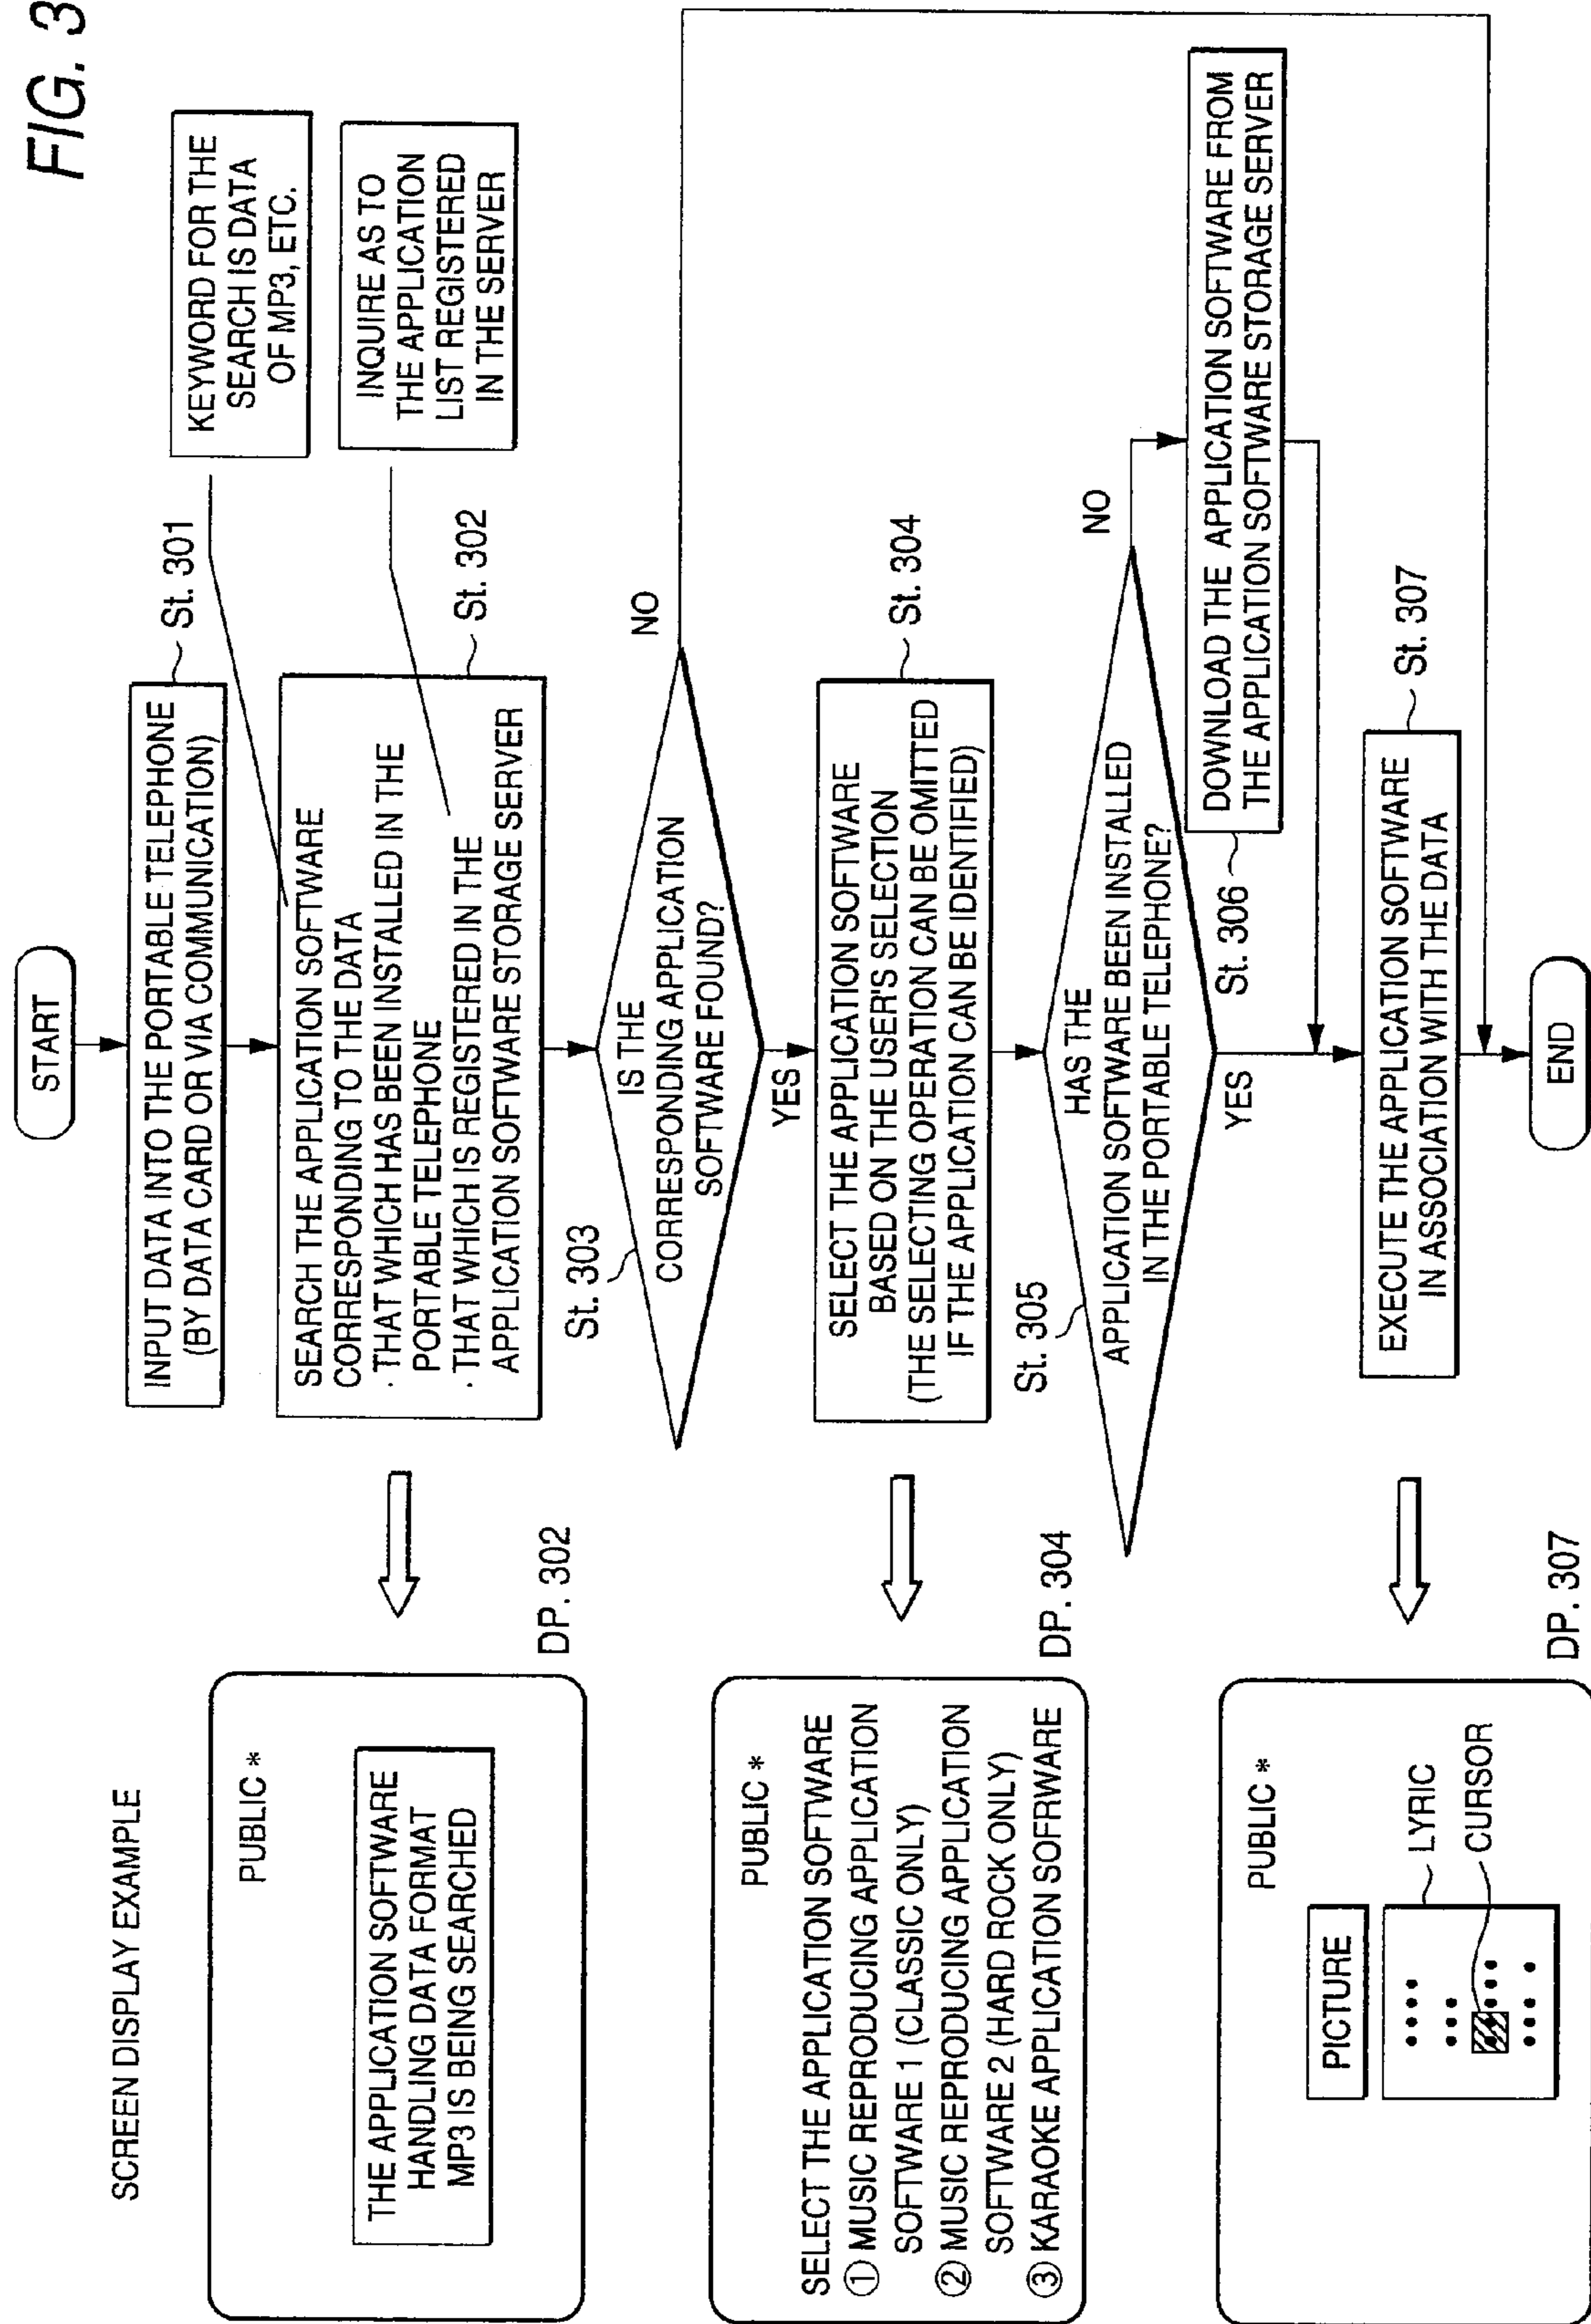 FIG. 3
SCREEN DISPLAY EXAMPLE
START
INPUT DATA INTO THE PORTABLE TELEPHONE
(BY DATA CARD OR VIA COMMUNICATION)
St. 301
KEYWORD FOR THE
SEARCH IS DATA
OF MP3, ETC.
SEARCH THE APPLICATION SOFTWARE
CORRESPONDING TO THE DATA
· THAT WHICH HAS BEEN INSTALLED IN THE
PORTABLE TELEPHONE
· THAT WHICH IS REGISTERED IN THE
APPLICATION SOFTWARE STORAGE SERVER
St. 302
INQUIRE AS TO
THE APPLICATION
LIST REGISTERED
IN THE SERVER
PUBLIC *
THE APPLICATION SOFTWARE
HANDLING DATA FORMAT
MP3 IS BEING SEARCHED
DP. 302
St. 303
IS THE
CORRESPONDING APPLICATION
SOFTWARE FOUND?
NO
YES
SELECT THE APPLICATION SOFTWARE
BASED ON THE USER'S SELECTION
(THE SELECTING OPERATION CAN BE OMITTED
IF THE APPLICATION CAN BE IDENTIFIED)
St. 304
PUBLIC *
SELECT THE APPLICATION SOFTWARE
① MUSIC REPRODUCING APPLICATION
SOFTWARE 1 (CLASSIC ONLY)
② MUSIC REPRODUCING APPLICATION
SOFTWARE 2 (HARD ROCK ONLY)
③ KARAOKE APPLICATION SOFRWARE
DP. 304
St. 305
HAS THE
APPLICATION SOFTWARE BEEN INSTALLED
IN THE PORTABLE TELEPHONE?
NO
YES
DOWNLOAD THE APPLICATION SOFTWARE FROM
THE APPLICATION SOFTWARE STORAGE SERVER
St. 306
EXECUTE THE APPLICATION SOFTWARE
IN ASSOCIATION WITH THE DATA
St. 307
PUBLIC *
PICTURE
LYRIC
CURSOR
DP. 307
END